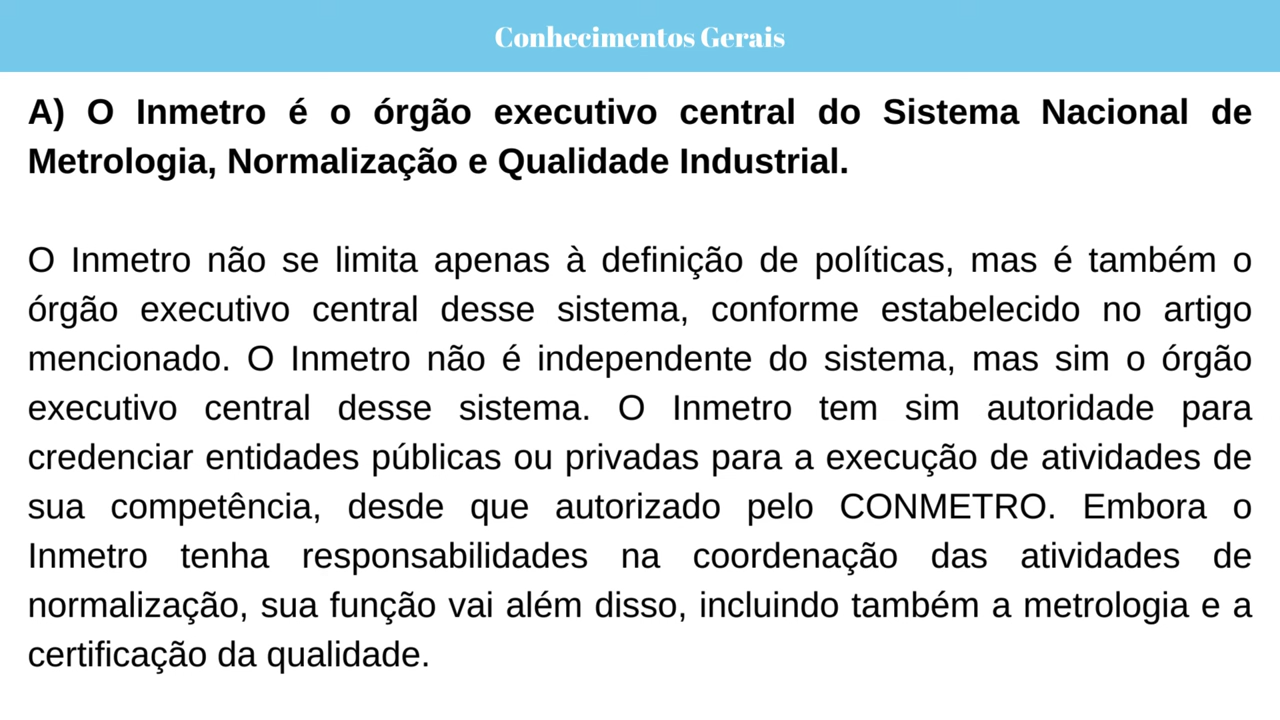 Conhecimentos Gerais
A) O Inmetro é o órgão executivo central do Sistema Nacional de
Metrologia, Normalização e Qualidade Industrial.
O Inmetro não se limita apenas à definição de políticas, mas é também o
órgão executivo central desse sistema, conforme estabelecido no artigo
mencionado. O Inmetro não é independente do sistema, mas sim o órgão
executivo central desse sistema. O Inmetro tem sim autoridade para
credenciar entidades públicas ou privadas para a execução de atividades de
sua competência, desde que autorizado pelo CONMETRO. Embora o
Inmetro tenha responsabilidades na coordenação das atividades de
normalização, sua função vai além disso, incluindo também a metrologia e a
certificação da qualidade.